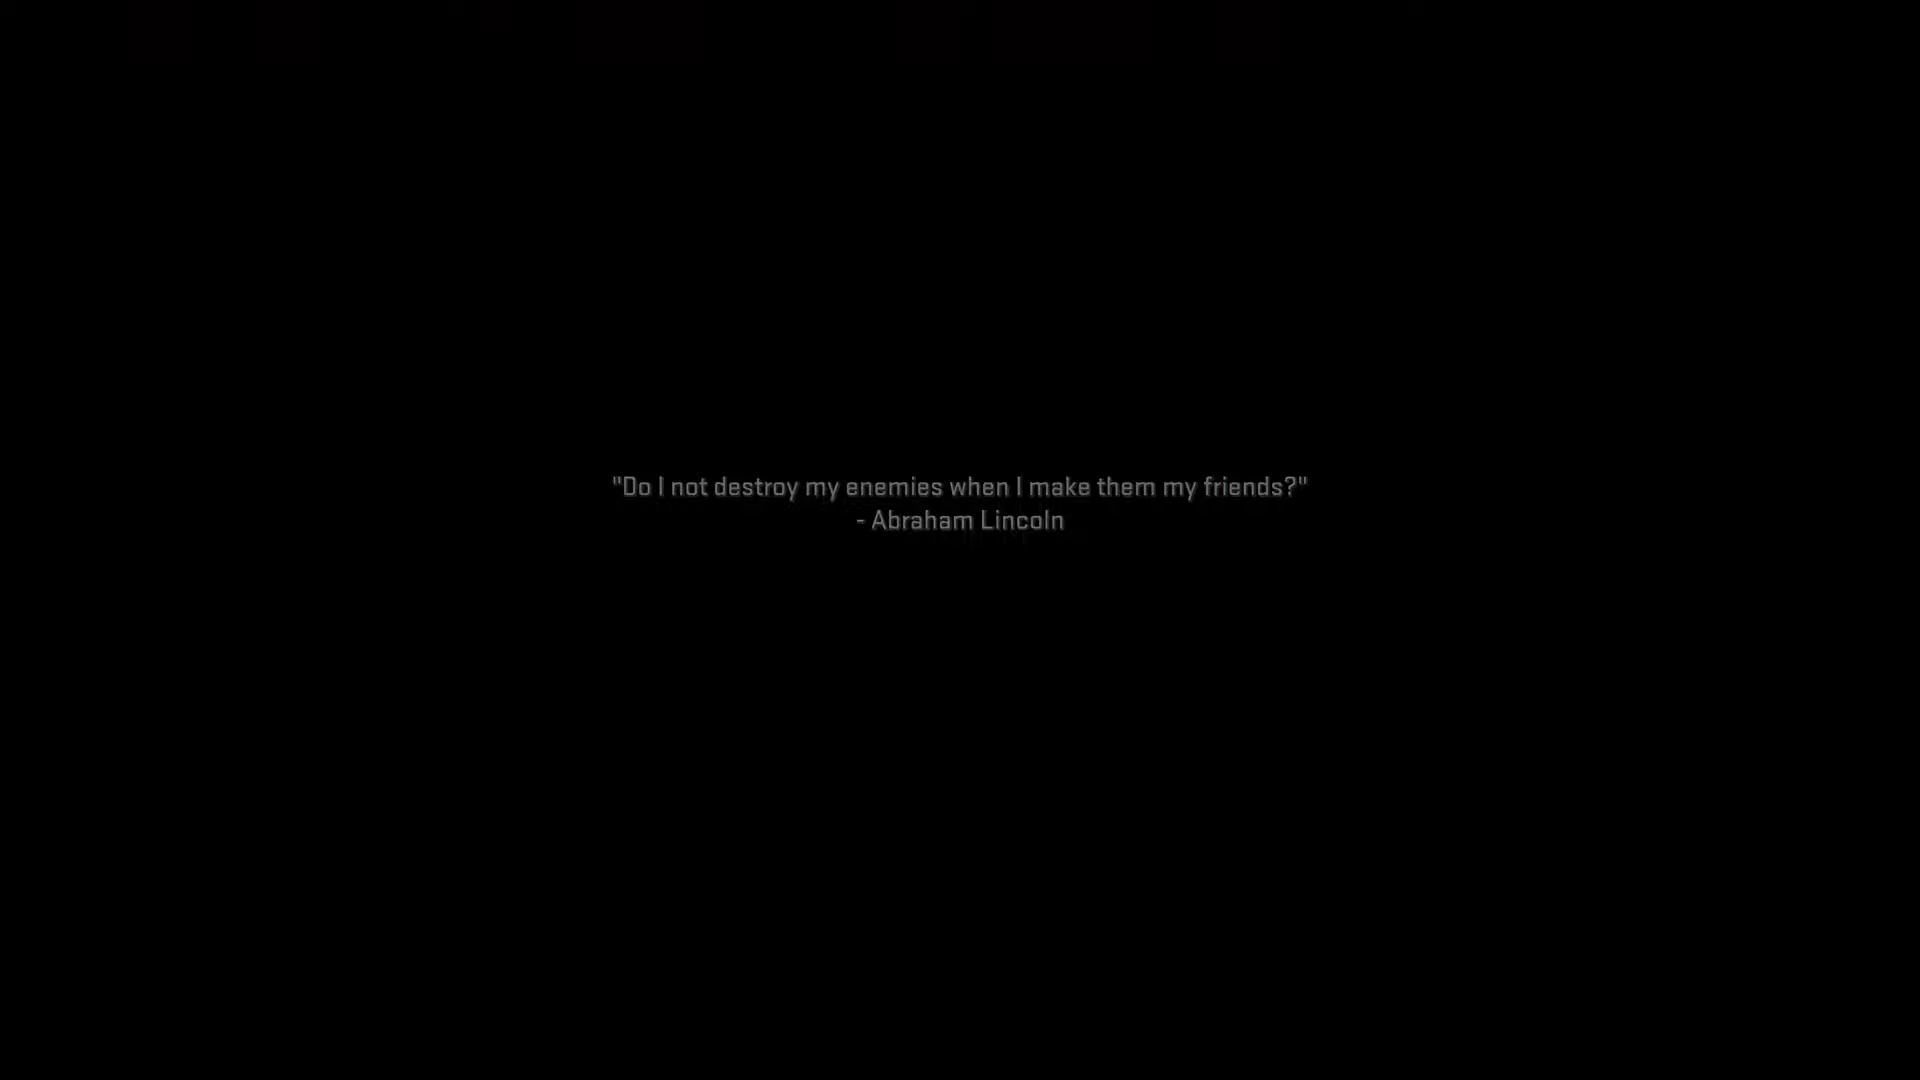 "Do I not destroy my enemies when I make them my friends?"
- Abraham Lincoln